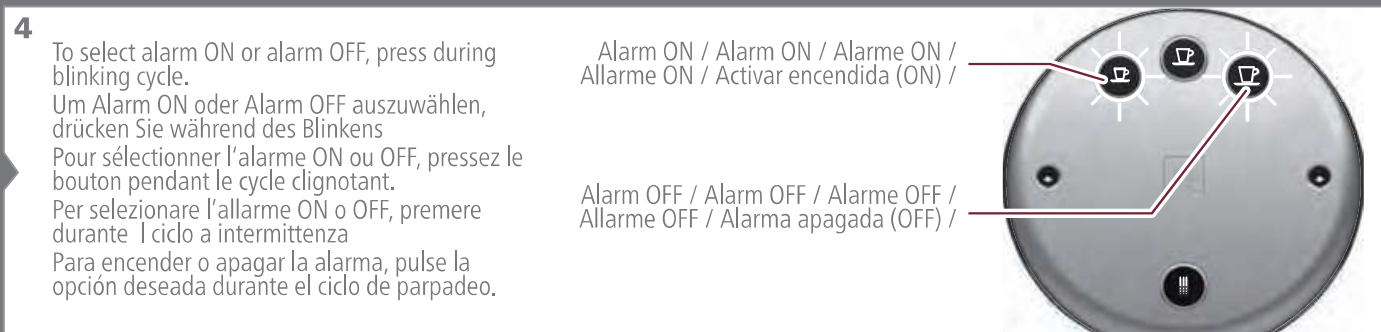 4
To select alarm ON or alarm OFF, press during
blinking cycle.
Um Alarm ON oder Alarm OFF auszuwählen,
drücken Sie während des Blinkens
Pour sélectionner l'alarme ON ou OFF, pressez le
bouton pendant le cycle clignotant.
Per selezionare l'allarme ON o OFF, premere
durante l ciclo a intermittenza
Para encender o apagar la alarma, pulse la
opción deseada durante el ciclo de parpadeo.
Alarm ON / Alarm ON / Alarme ON /
Allarme ON / Activar encendida (ON) /
Alarm OFF / Alarm OFF / Alarme OFF /
Allarme OFF / Alarma apagada (OFF) /